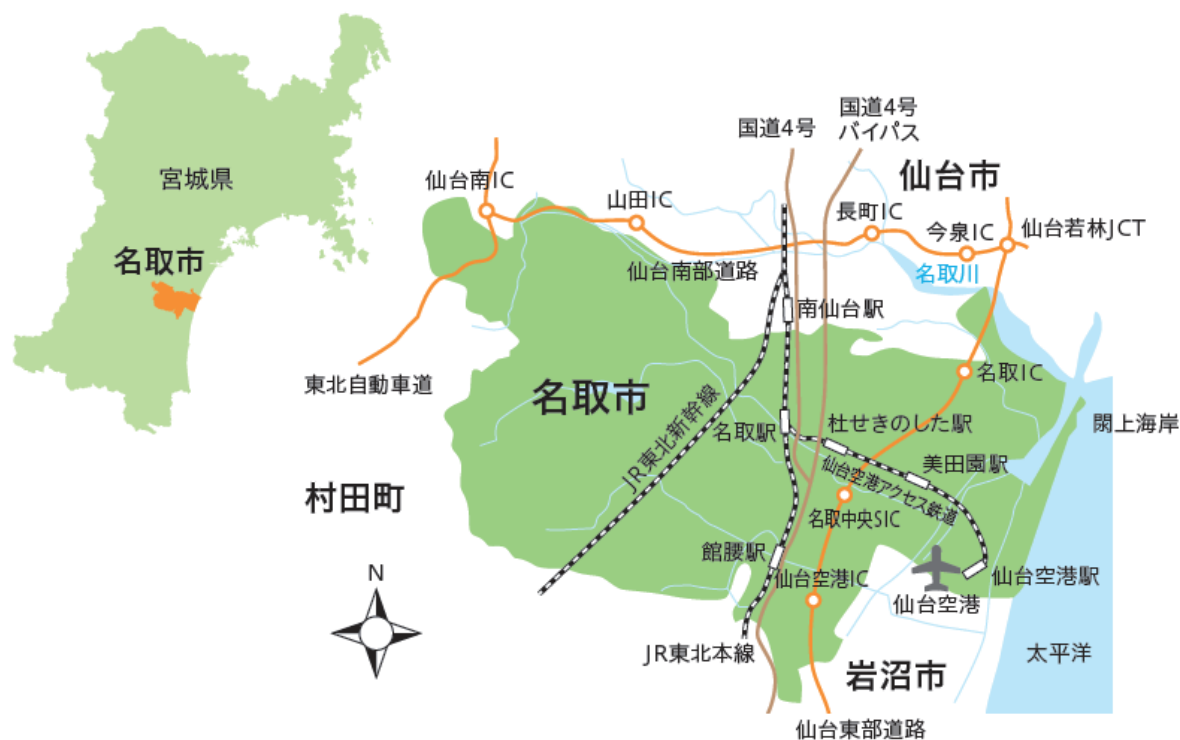 国道4号
バイパス
国道4号
宮城県
仙台市
仙台南IC
山田IC
長町IC
今泉IC
仙台若林JCT
名取市
仙台南部道路
名取川
南仙台駅
東北自動車道
名取市
JR東北新幹線
名取IC
閖上海岸
名取駅
杜せきのした駅
美田園駅
仙台空港アクセス鉄道
村田町
名取中央SIC
館腰駅
仙台空港IC
仙台空港駅
仙台空港
N
JR東北本線
岩沼市
太平洋
仙台東部道路